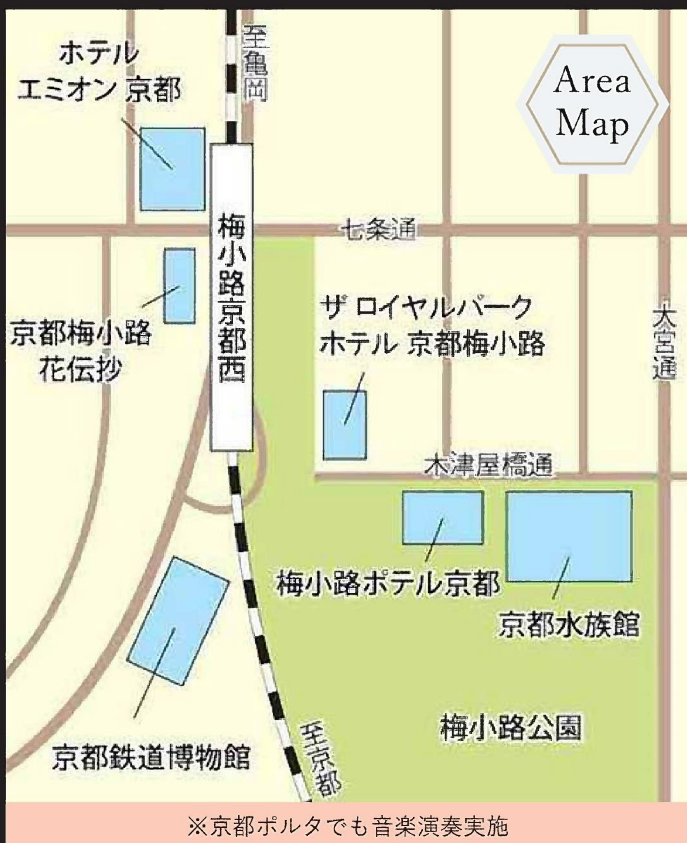 ホテル
エミオン 京都
至亀岡
Area
Map
梅小路京都西
七条通
京都梅小路
花伝抄
ザ ロイヤルパーク
ホテル 京都梅小路
大宮通
木津屋橋通
梅小路ポテル京都
京都水族館
梅小路公園
京都鉄道博物館
至京都
※京都ポルタでも音楽演奏実施